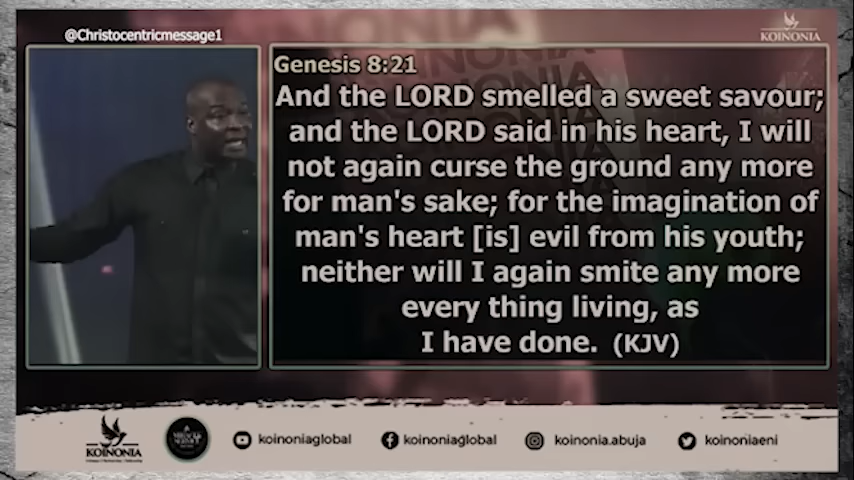 @Christocentricmessage1
KOINONIA
Genesis 8:21
And the LORD smelled a sweet savour;
and the LORD said in his heart, I will
not again curse the ground any more
for man's sake; for the imagination of
man's heart [is] evil from his youth;
neither will I again smite any more
every thing living, as
I have done. (KJV)
KOINONIA
koinoniaglobal
koinoniaglobal
koinonia.abuja
koinoniaeni